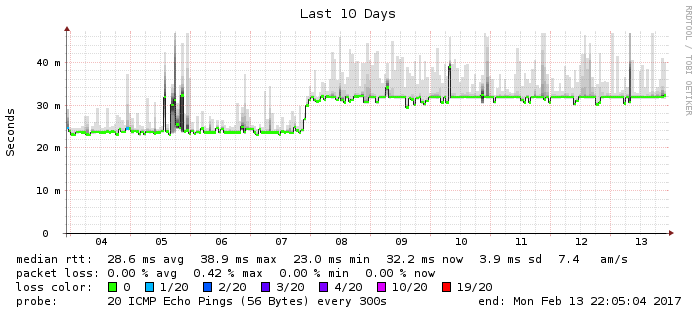 Last 10 Days
RRDTOOL / TOBI OETIKER
Seconds
40 m
30 m
20 m
10 m
0
04 05 06 07 08 09 10 11 12 13
median rtt: 28.6 ms avg 38.9 ms max 23.0 ms min 32.2 ms now 3.9 ms sd 7.4 am/s
packet loss: 0.00 % avg 0.42 % max 0.00 % min 0.00 % now
loss color: 0 1/20 2/20 3/20 4/20 10/20 19/20
probe: 20 ICMP Echo Pings (56 Bytes) every 300s end: Mon Feb 13 22:05:04 2017